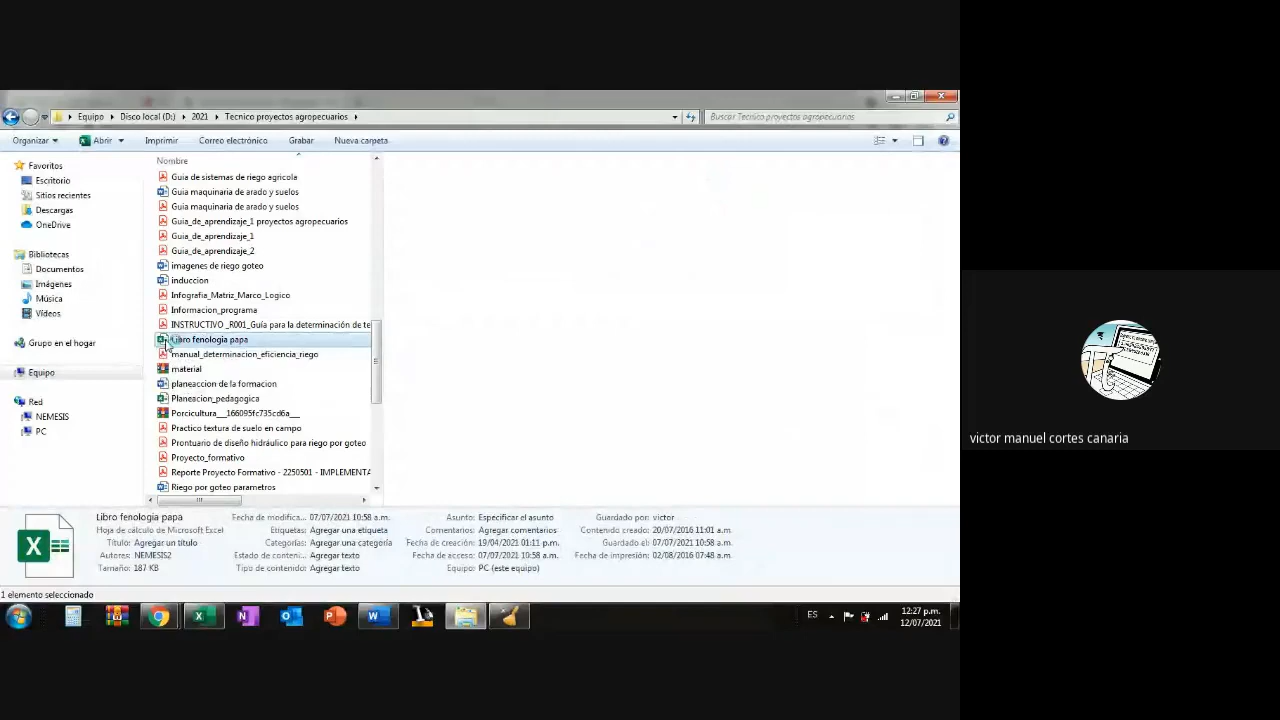 Equipo
Disco local (D:)
2021
Tecnico proyectos agropecuarios
Buscar Tecnico proyectos agropecuarios
Organizar
Abrir
Imprimir
Correo electrónico
Grabar
Nueva carpeta
Favoritos
Escritorio
Sitios recientes
Descargas
OneDrive
Bibliotecas
Documentos
Imágenes
Música
Vídeos
Grupo en el hogar
Equipo
Red
NEMESIS
PC
Nombre
Guia de sistemas de riego agricola
Guia maquinaria de arado y suelos
Guia maquinaria de arado y suelos
Guia_de_aprendizaje_1 proyectos agropecuarios
Guia_de_aprendizaje_1
Guia_de_aprendizaje_2
imagenes de riego goteo
induccion
Infografia_Matriz_Marco_Logico
Informacion_programa
INSTRUCTIVO _R001_Guía para la determinación de te
Libro fenologia papa
manual_determinacion_eficiencia_riego
material
planeaccion de la formacion
Planeacion_pedagogica
Porcicultura__166095fc735cd6a___
Practico textura de suelo en campo
Prontuario de diseño hidráulico para riego por goteo
Proyecto_formativo
Reporte Proyecto Formativo - 2250501 - IMPLEMENTA
Riego por goteo parametros
Libro fenologia papa
Hoja de cálculo de Microsoft Excel
Título: Agregar un título
Autores: NEMESIS2
Tamaño: 187 KB
Fecha de modifica... 07/07/2021 10:58 a.m.
Etiquetas: Agregar una etiqueta
Categorías: Agregar una categoría
Estado de conteni... Agregar texto
Tipo de contenido: Agregar texto
Asunto: Especificar el asunto
Comentarios: Agregar comentarios
Fecha de creación: 19/04/2021 01:11 p.m.
Fecha de acceso: 07/07/2021 10:58 a.m.
Equipo: PC (este equipo)
Guardado por: victor
Contenido creado: 20/07/2016 11:01 a.m.
Guardado el: 07/07/2021 10:58 a.m.
Fecha de impresión: 02/08/2016 07:48 a.m.
1 elemento seleccionado
ES
12:27 p.m.
12/07/2021
victor manuel cortes canaria